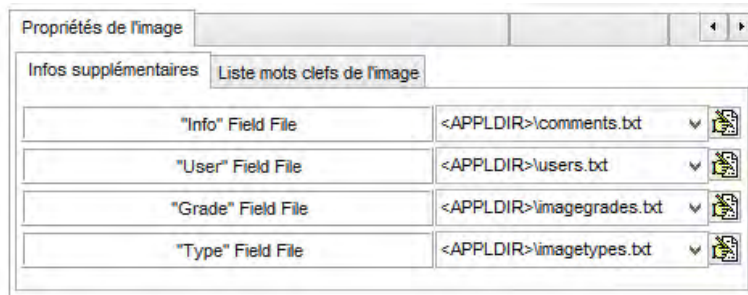 Propriétés de l'image
Infos supplémentaires Liste mots clefs de l'image
"Info" Field File <APPLDIR>\comments.txt
"User" Field File <APPLDIR>\users.txt
"Grade" Field File <APPLDIR>\imagegrades.txt
"Type" Field File <APPLDIR>\imagetypes.txt